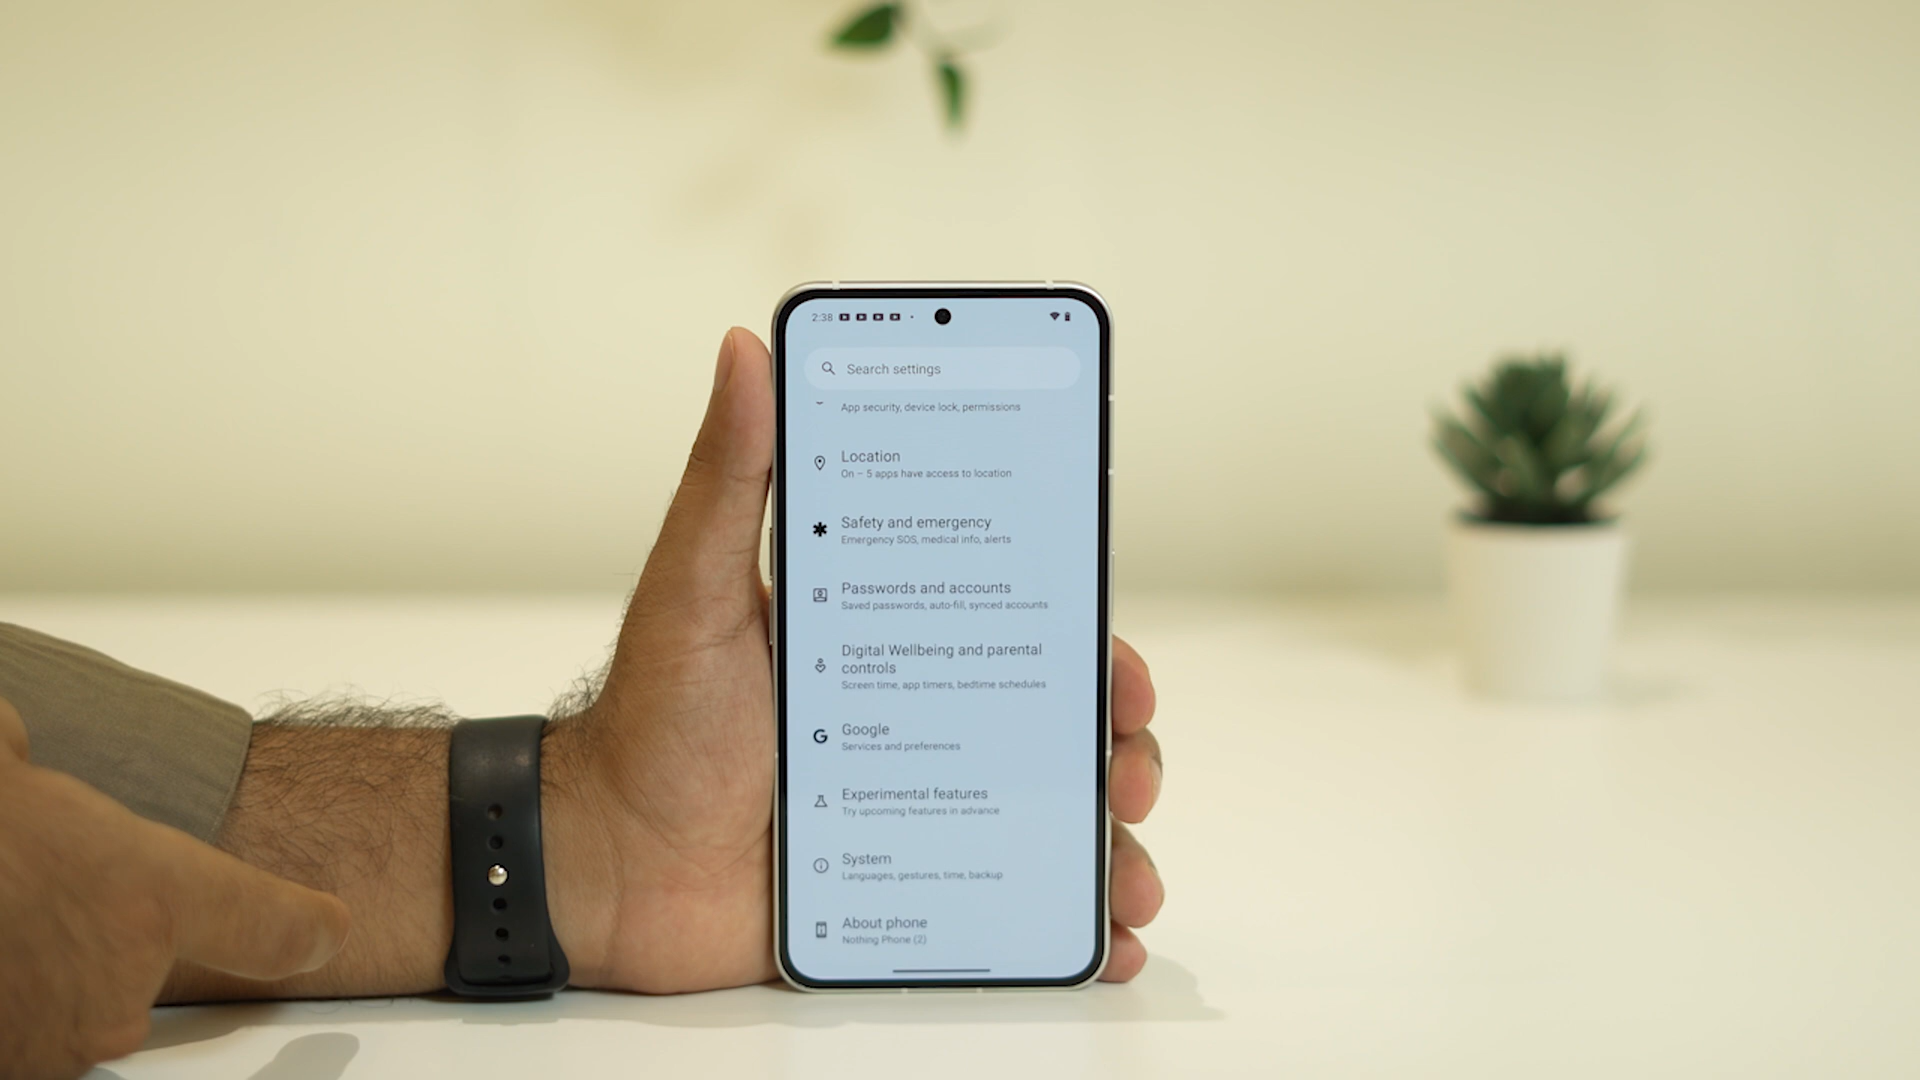 2:38
Search settings
App security, device lock, permissions
Location
On – 5 apps have access to location
Safety and emergency
Emergency SOS, medical info, alerts
Passwords and accounts
Saved passwords, auto-fill, synced accounts
Digital Wellbeing and parental
controls
Screen time, app timers, bedtime schedules
Google
Services and preferences
Experimental features
Try upcoming features in advance
System
Languages, gestures, time, backup
About phone
Nothing Phone (2)